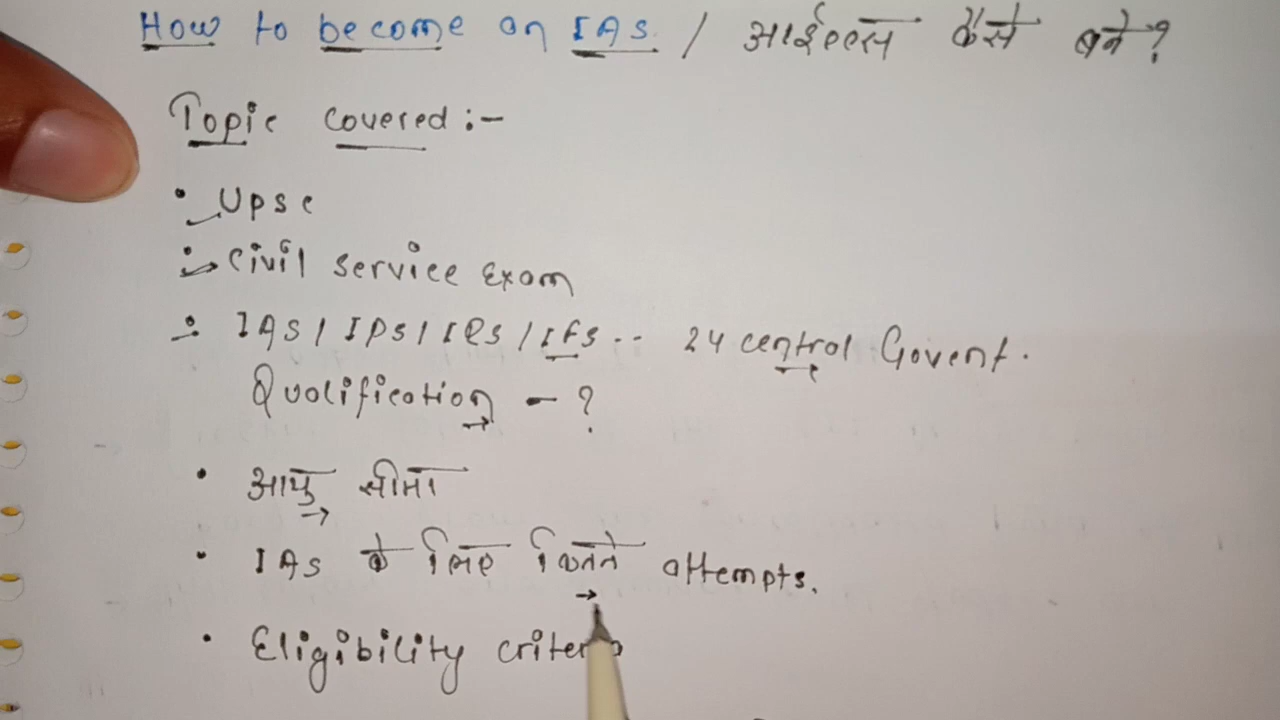 How to become an IAS / आईएएस कैसे बने?
Topic covered :-
• Upsc
• Civil service Exam
• IAS / IPS / IRS / IFS .. 24 central Govent.
Qualification - ?
• आयु सीमा
• IAS के लिए कितने attempts.
• Eligibility